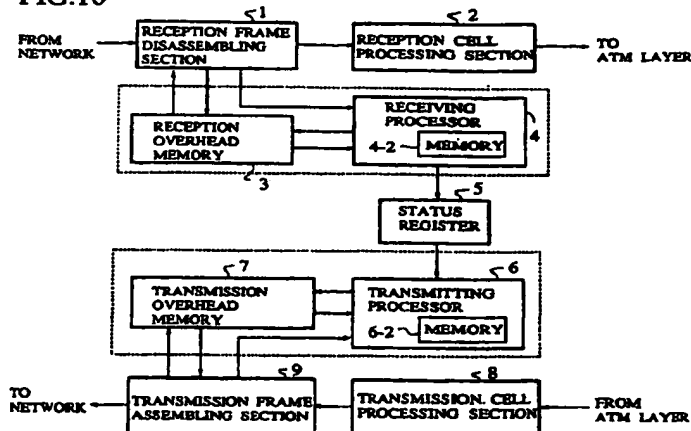 FIG.10
1
2
FROM
NETWORK
RECEPTION FRAME
DISASSEMBLING
SECTION
RECEPTION CELL
PROCESSING SECTION
TO
ATM LAYER
RECEPTION
OVERHEAD
MEMORY
3
RECEIVING
PROCESSOR
4-2
MEMORY
4
5
STATUS
REGISTER
7
6
TRANSMISSION
OVERHEAD
MEMORY
TRANSMITTING
PROCESSOR
6-2
MEMORY
9
8
TO
NETWORK
TRANSMISSION FRAME
ASSEMBLING SECTION
TRANSMISSION. CELL
PROCESSING SECTION
FROM
ATM LAYER